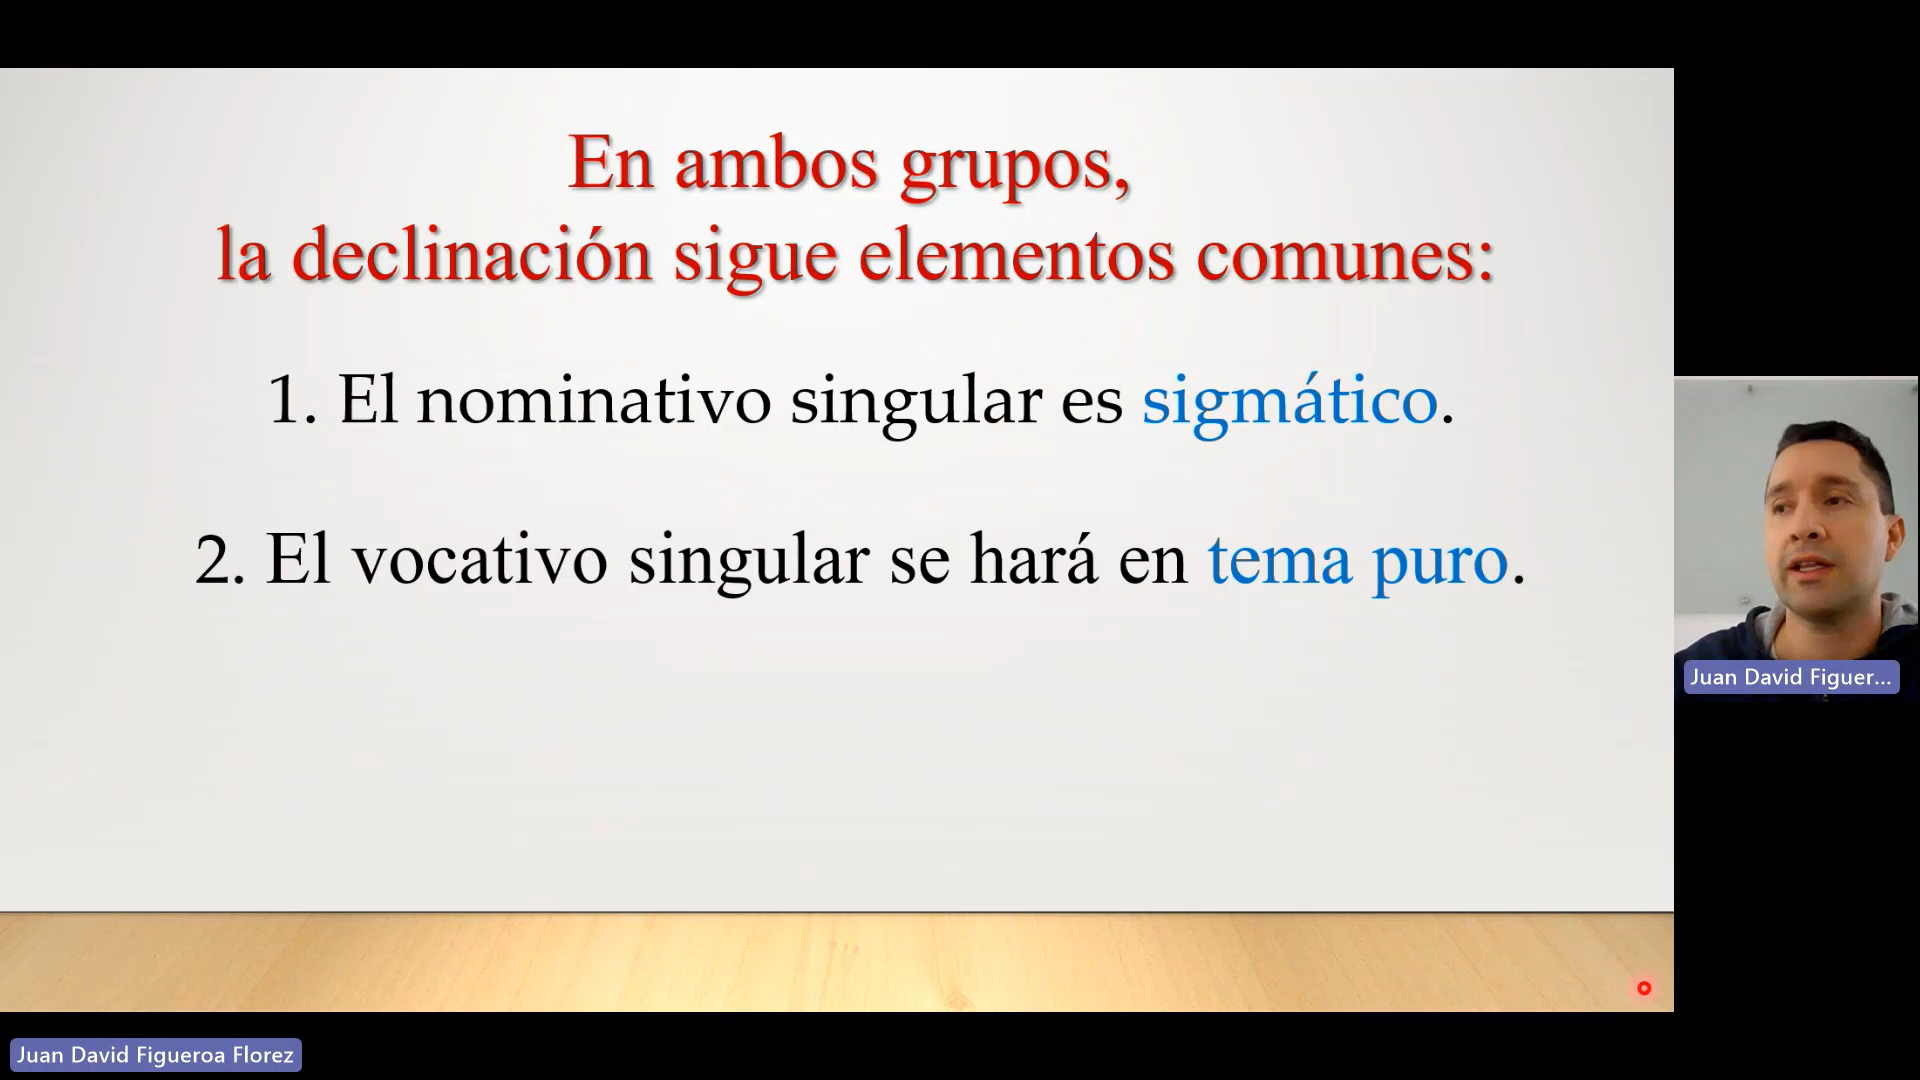 En ambos grupos,
la declinación sigue elementos comunes:
1. El nominativo singular es sigmático.
2. El vocativo singular se hará en tema puro.
Juan David Figuer...
Juan David Figueroa Florez